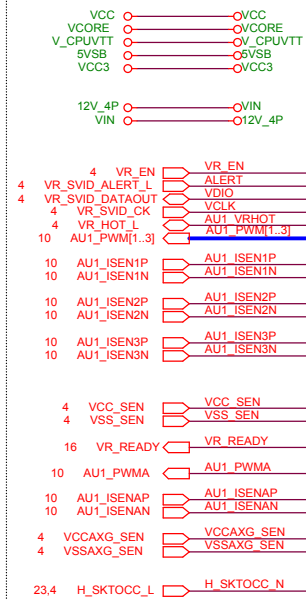 VCC VCC
VCORE VCORE
V_CPUVTT V_CPUVTT
5VSB 5VSB
VCC3 VCC3
12V_4P VIN
VIN 12V_4P
4 VR_EN VR_EN
4 VR_SVID_ALERT_L ALERT
4 VR_SVID_DATAOUT VDIO
4 VR_SVID_CK VCLK
4 VR_HOT_L AU1_VRHOT
10 AU1_PWM[1..3] AU1_PWM[1..3]
10 AU1_ISEN1P AU1_ISEN1P
10 AU1_ISEN1N AU1_ISEN1N
10 AU1_ISEN2P AU1_ISEN2P
10 AU1_ISEN2N AU1_ISEN2N
10 AU1_ISEN3P AU1_ISEN3P
10 AU1_ISEN3N AU1_ISEN3N
4 VCC_SEN VCC_SEN
4 VSS_SEN VSS_SEN
16 VR_READY VR_READY
10 AU1_PWMA AU1_PWMA
10 AU1_ISENAP AU1_ISENAP
10 AU1_ISENAN AU1_ISENAN
4 VCCAXG_SEN VCCAXG_SEN
4 VSSAXG_SEN VSSAXG_SEN
23,4 H_SKTOCC_L H_SKTOCC_N